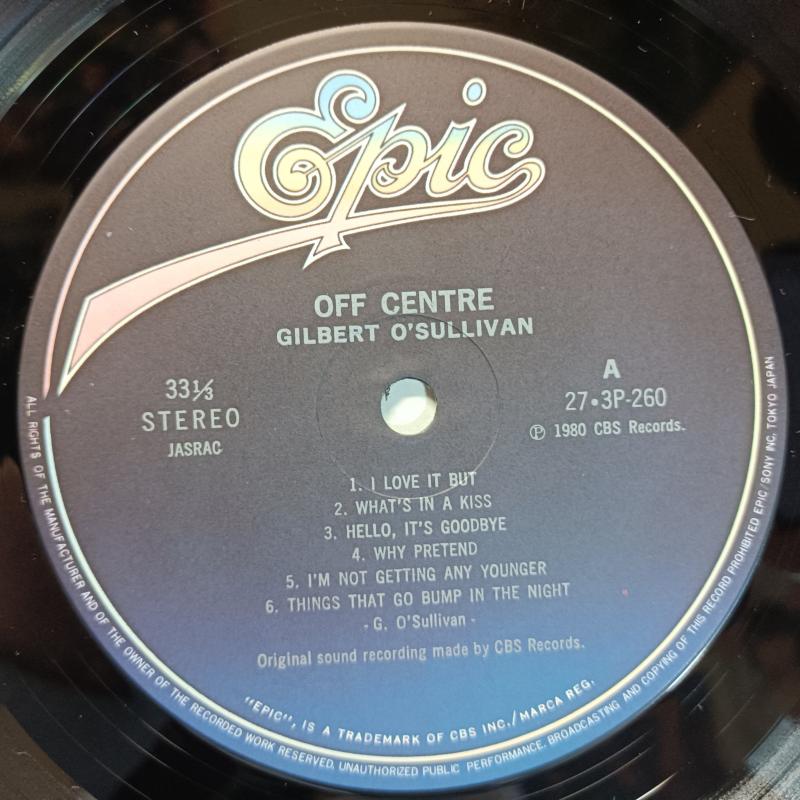 Epic
OFF CENTRE
GILBERT O'SULLIVAN
33⅓
STEREO
JASRAC
A
27•3P-260
Ⓟ 1980 CBS Records.
1. I LOVE IT BUT
2. WHAT'S IN A KISS
3. HELLO, IT'S GOODBYE
4. WHY PRETEND
5. I'M NOT GETTING ANY YOUNGER
6. THINGS THAT GO BUMP IN THE NIGHT
- G. O'Sullivan -
Original sound recording made by CBS Records.
"EPIC", IS A TRADEMARK OF CBS INC./MARCA REG.
ALL RIGHTS OF THE MANUFACTURER AND OF THE OWNER OF THE RECORDED WORK RESERVED. UNAUTHORIZED PUBLIC PERFORMANCE, BROADCASTING AND COPYING OF THIS RECORD PROHIBITED EPIC/SONY INC. TOKYO JAPAN